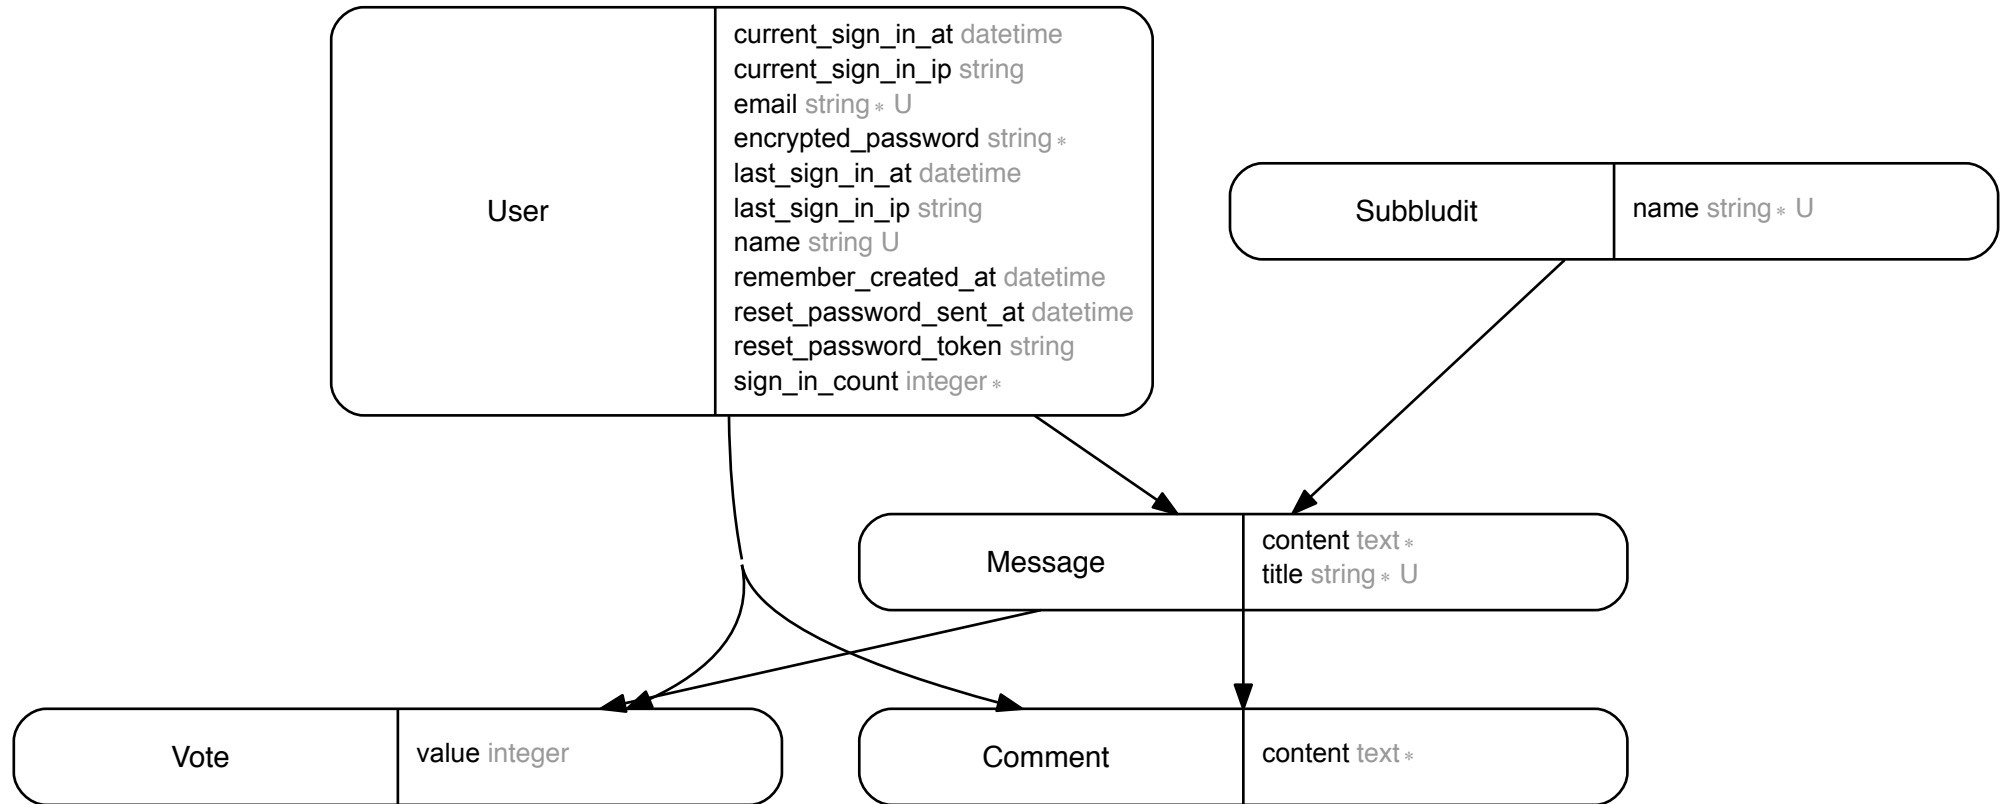 User
current_sign_in_at datetime
current_sign_in_ip string
email string ∗ U
encrypted_password string ∗
last_sign_in_at datetime
last_sign_in_ip string
name string U
remember_created_at datetime
reset_password_sent_at datetime
reset_password_token string
sign_in_count integer ∗
Subbludit
name string ∗ U
Message
content text ∗
title string ∗ U
Vote
value integer
Comment
content text ∗